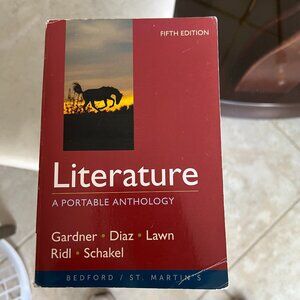 FIFTH EDITION
Literature
A PORTABLE ANTHOLOGY
Gardner • Diaz • Lawn
Ridl • Schakel
BEDFORD / ST. MARTIN'S